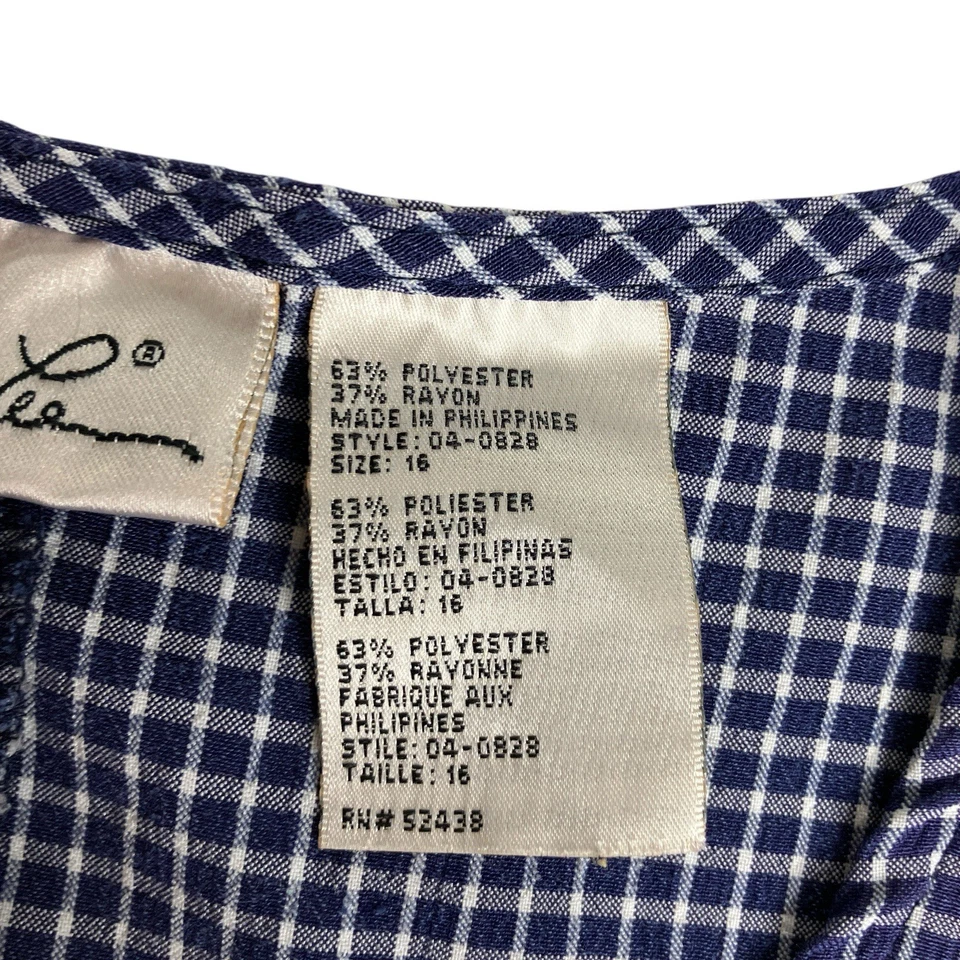 ®
63% POLYESTER
37% RAYON
MADE IN PHILIPPINES
STYLE: 04-0828
SIZE: 16
63% POLIESTER
37% RAYON
HECHO EN FILIPINAS
ESTILO: 04-0828
TALLA: 16
63% POLYESTER
37% RAYONNE
FABRIQUE AUX
PHILIPINES
STILE: 04-0828
TAILLE: 16
RN# 52438